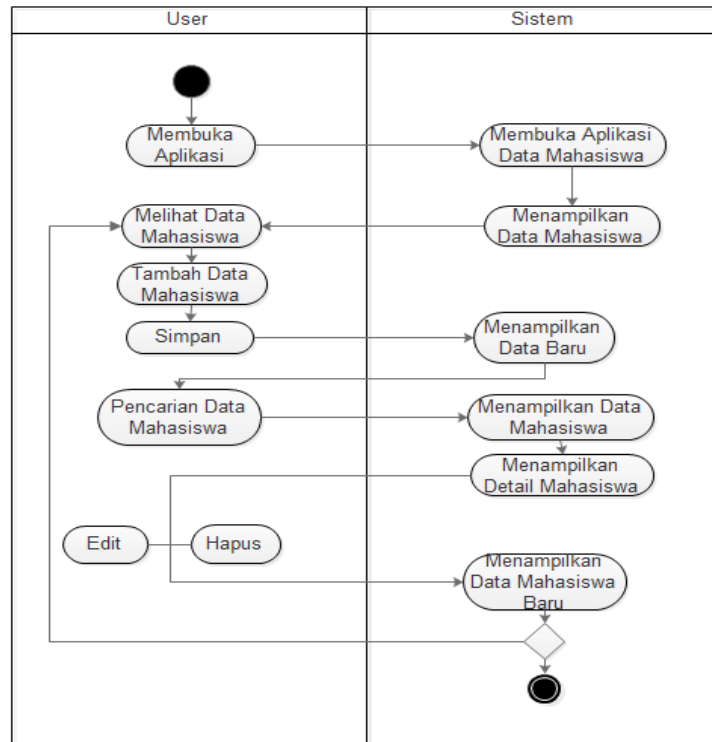 User
Sistem
Membuka
Aplikasi
Membuka Aplikasi
Data Mahasiswa
Melihat Data
Mahasiswa
Menampilkan
Data Mahasiswa
Tambah Data
Mahasiswa
Simpan
Menampilkan
Data Baru
Pencarian Data
Mahasiswa
Menampilkan Data
Mahasiswa
Menampilkan
Detail Mahasiswa
Edit
Hapus
Menampilkan
Data Mahasiswa
Baru